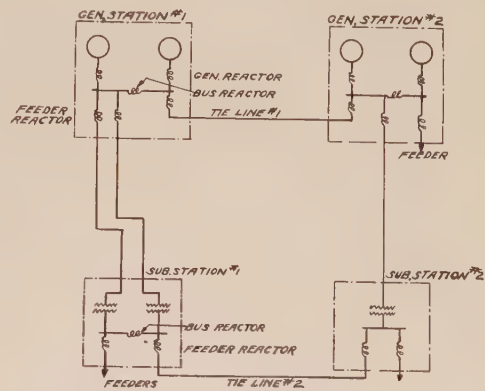 GEN, STATION #1
GEN, STATION #2
GEN. REACTOR
BUS REACTOR
FEEDER
REACTOR
TIE LINE #1
FEEDER
SUB. STATION #1
SUB. STATION #2
BUS REACTOR
FEEDER REACTOR
FEEDERS
TIE LINE #2